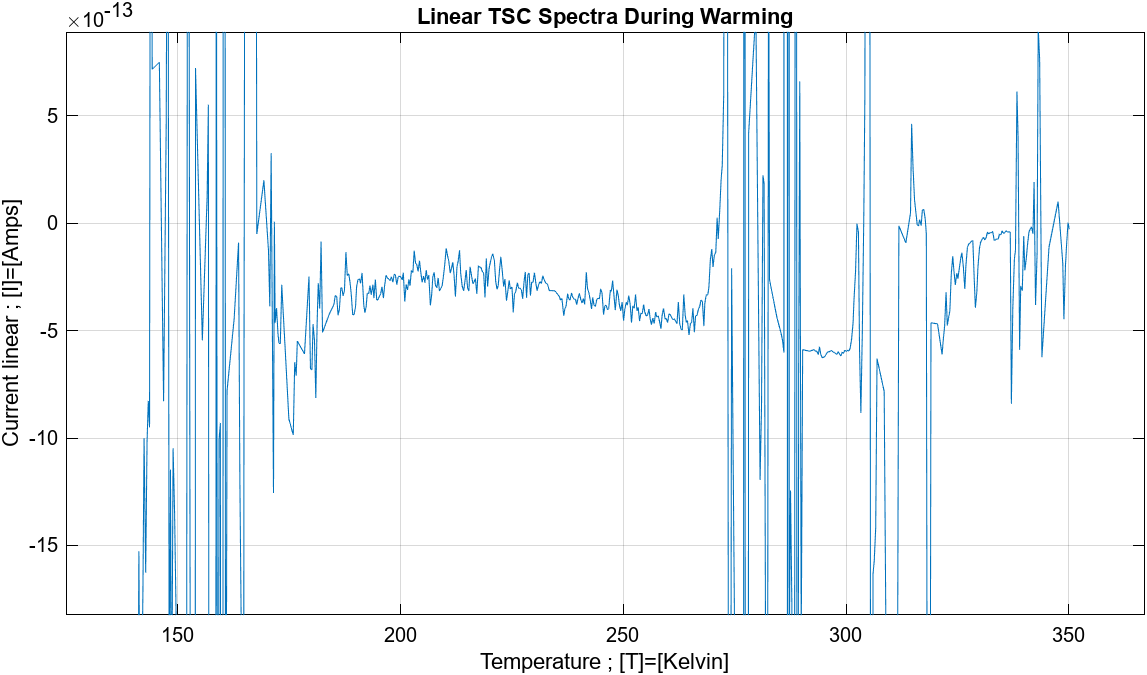 Linear TSC Spectra During Warming
×10-13
5
0
-5
-10
-15
Current linear ; [I]=[Amps]
150 200 250 300 350
Temperature ; [T]=[Kelvin]